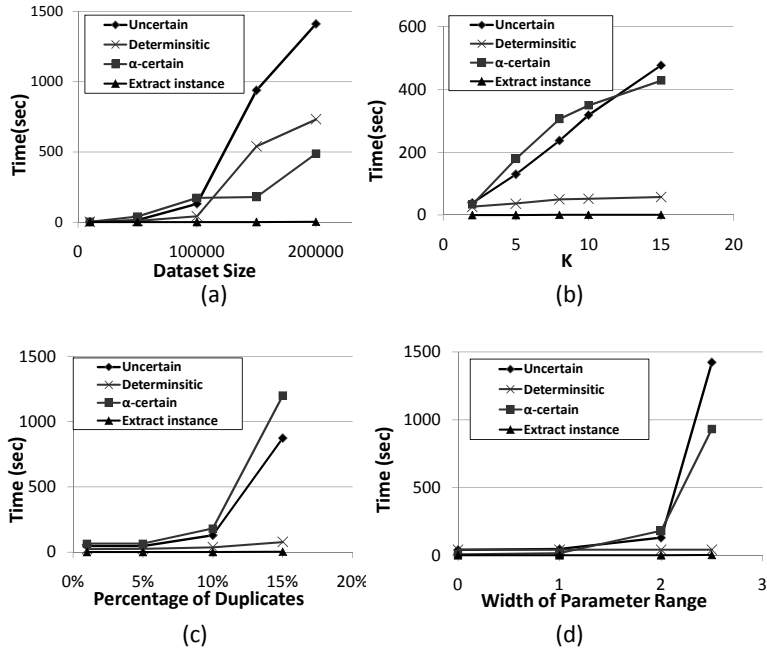 1500
1000
500
0
Time(sec)
Uncertain
Determinsitic
α-certain
Extract instance
0 100000 200000
Dataset Size
(a)
600
400
200
0
Time(sec)
Uncertain
Determinsitic
α-certain
Extract instance
0 5 10 15 20
K
(b)
1500
1000
500
0
Time (sec)
Uncertain
Determinsitic
α-certain
Extract instance
0% 5% 10% 15% 20%
Percentage of Duplicates
(c)
1500
1000
500
0
Time (sec)
Uncertain
Determinsitic
α-certain
Extract instance
0 1 2 3
Width of Parameter Range
(d)